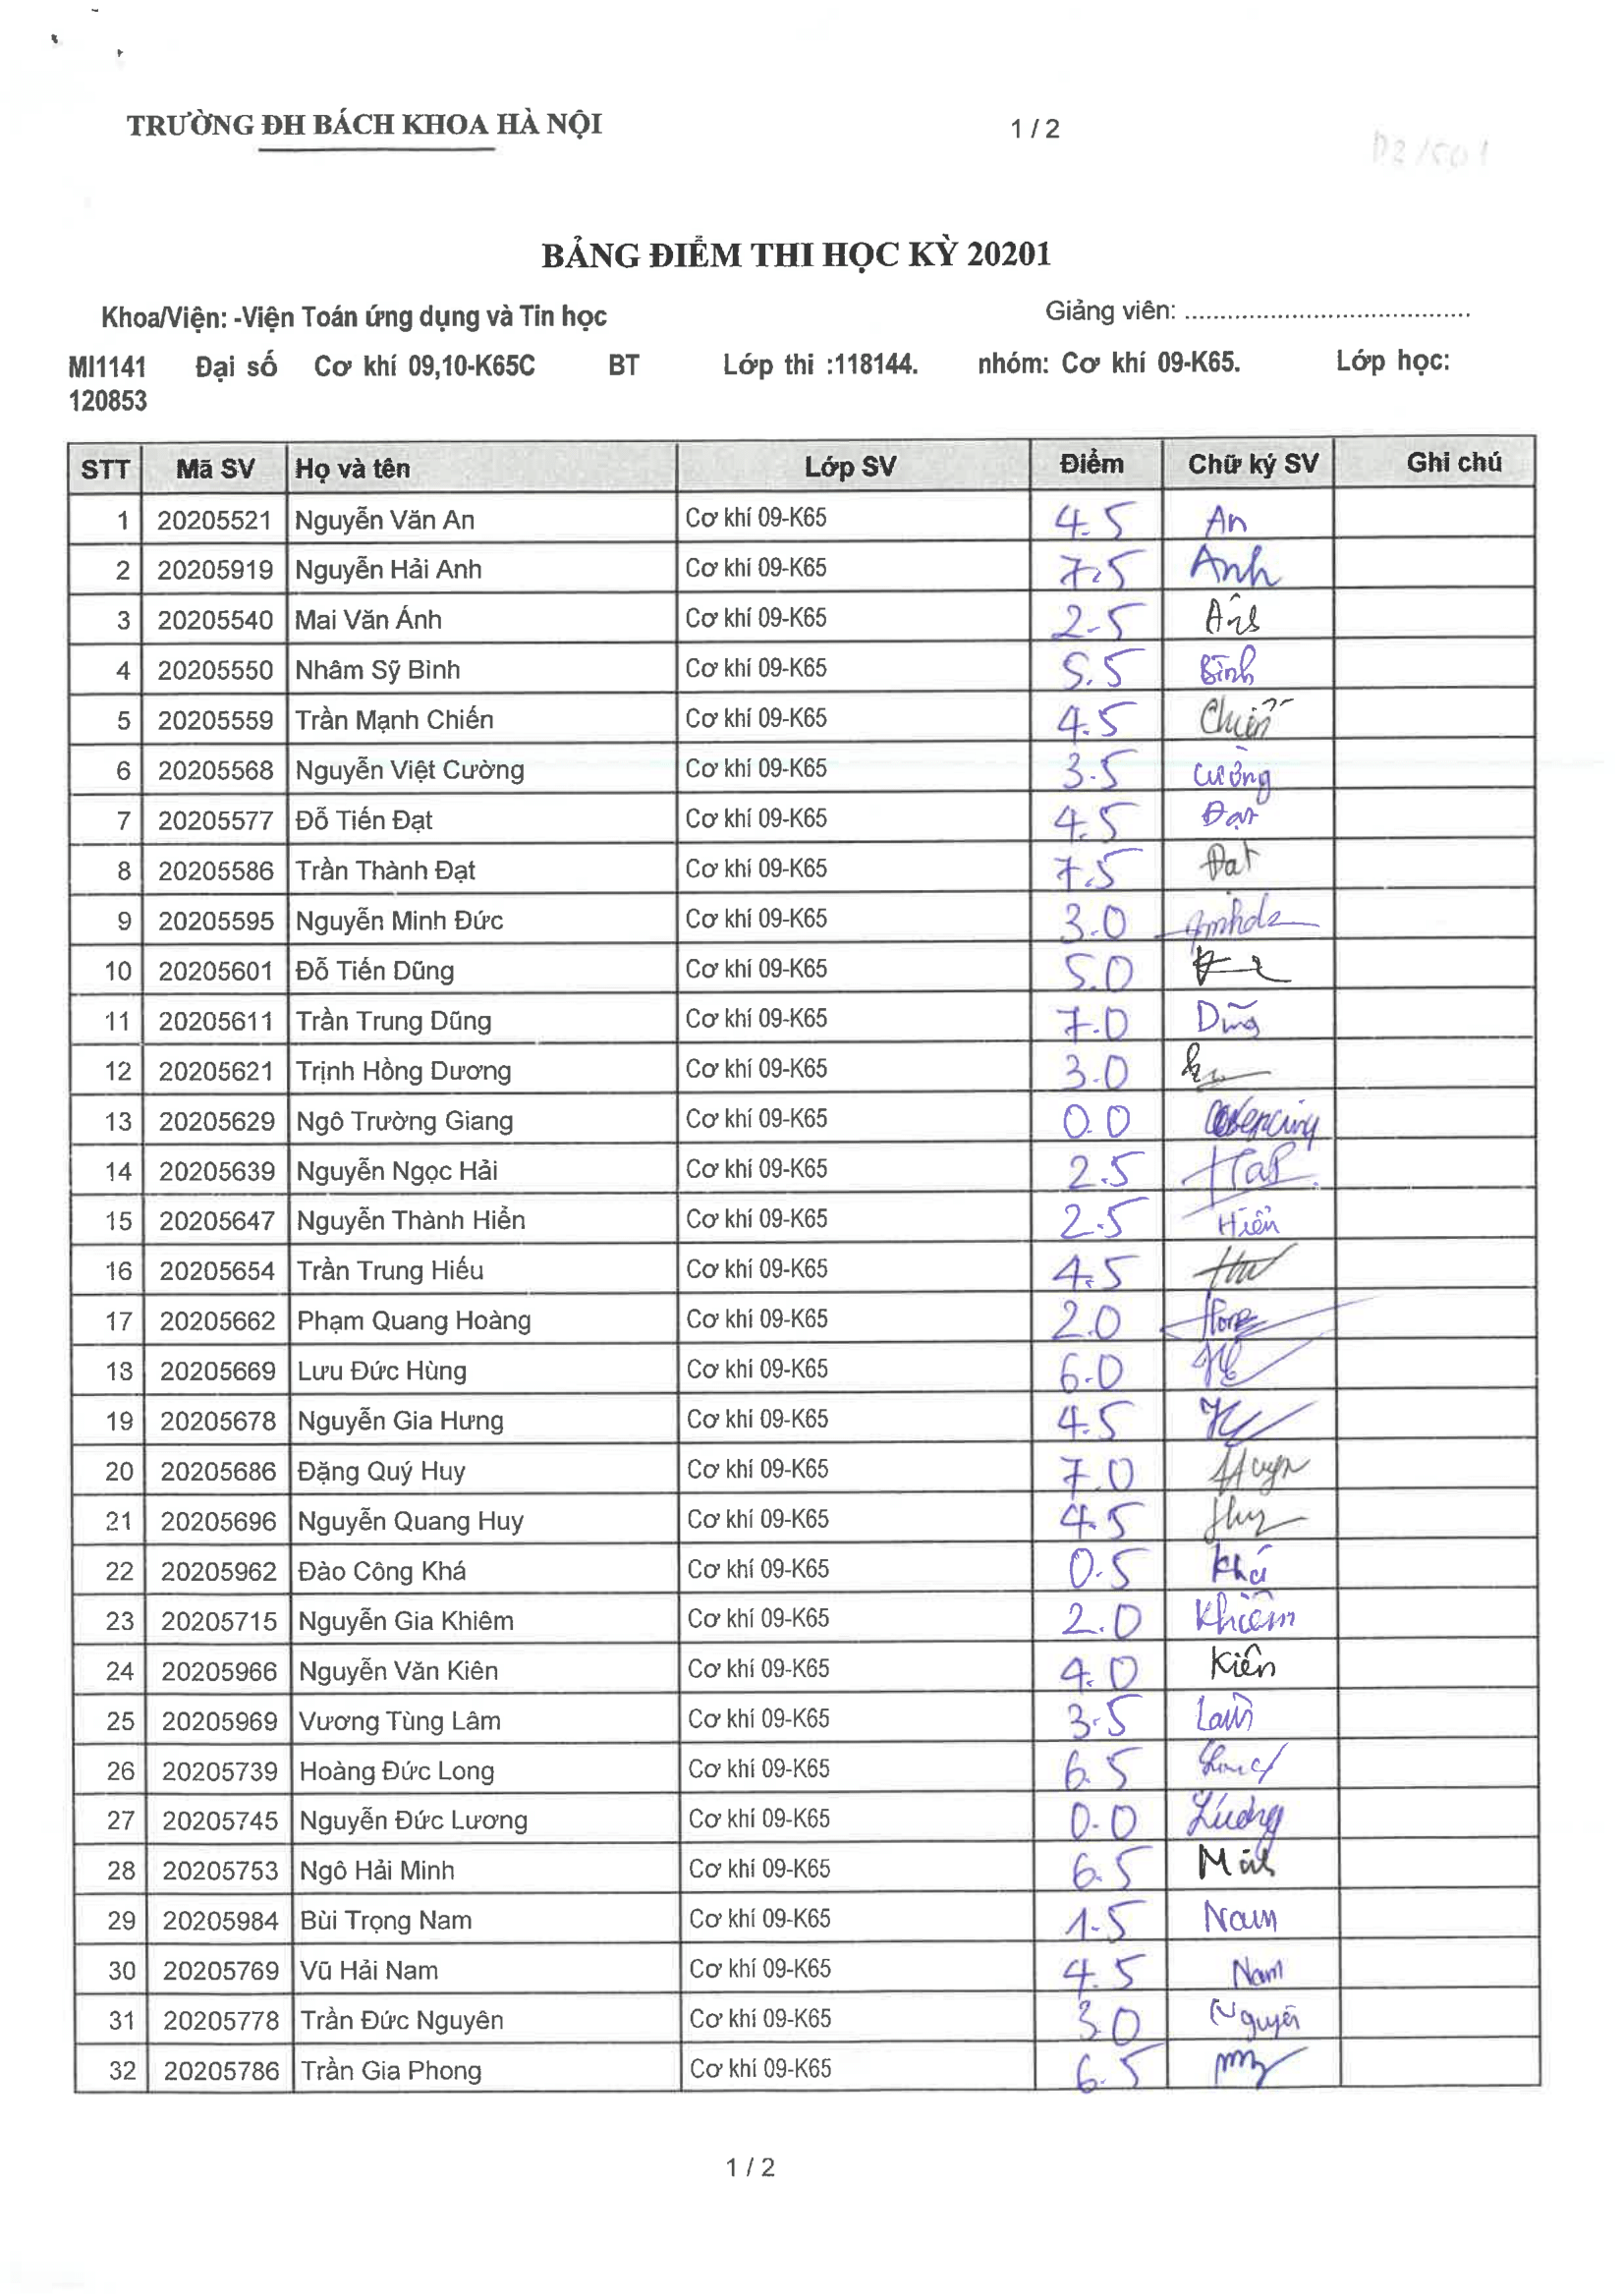 TRƯỜNG ĐH BÁCH KHOA HÀ NỘI 1 / 2
BẢNG ĐIỂM THI HỌC KỲ 20201
Khoa/Viện: -Viện Toán ứng dụng và Tin học Giảng viên: ........................................
MI1141 Đại số Cơ khí 09,10-K65C BT Lớp thi :118144. nhóm: Cơ khí 09-K65. Lớp học:
120853
STT Mã SV Họ và tên Lớp SV Điểm Chữ ký SV Ghi chú
1 20205521 Nguyễn Văn An Cơ khí 09-K65 4.5 An
2 20205919 Nguyễn Hải Anh Cơ khí 09-K65 7.5 Anh
3 20205540 Mai Văn Ánh Cơ khí 09-K65 2.5
4 20205550 Nhâm Sỹ Bình Cơ khí 09-K65 5.5 Bình
5 20205559 Trần Mạnh Chiến Cơ khí 09-K65 4.5 Chiến
6 20205568 Nguyễn Việt Cường Cơ khí 09-K65 3.5 Cường
7 20205577 Đỗ Tiến Đạt Cơ khí 09-K65 4.5 Đạt
8 20205586 Trần Thành Đạt Cơ khí 09-K65 7.5 Đạt
9 20205595 Nguyễn Minh Đức Cơ khí 09-K65 3.0
10 20205601 Đỗ Tiến Dũng Cơ khí 09-K65 5.0
11 20205611 Trần Trung Dũng Cơ khí 09-K65 7.0 Dũng
12 20205621 Trịnh Hồng Dương Cơ khí 09-K65 3.0
13 20205629 Ngô Trường Giang Cơ khí 09-K65 0.0
14 20205639 Nguyễn Ngọc Hải Cơ khí 09-K65 2.5
15 20205647 Nguyễn Thành Hiển Cơ khí 09-K65 2.5 Hiển
16 20205654 Trần Trung Hiếu Cơ khí 09-K65 4.5
17 20205662 Phạm Quang Hoàng Cơ khí 09-K65 2.0
18 20205669 Lưu Đức Hùng Cơ khí 09-K65 6.0
19 20205678 Nguyễn Gia Hưng Cơ khí 09-K65 4.5
20 20205686 Đặng Quý Huy Cơ khí 09-K65 7.0
21 20205696 Nguyễn Quang Huy Cơ khí 09-K65 4.5 Huy
22 20205962 Đào Công Khá Cơ khí 09-K65 0.5 Khá
23 20205715 Nguyễn Gia Khiêm Cơ khí 09-K65 2.0 Khiêm
24 20205966 Nguyễn Văn Kiên Cơ khí 09-K65 4.0 Kiên
25 20205969 Vương Tùng Lâm Cơ khí 09-K65 3.5 Lâm
26 20205739 Hoàng Đức Long Cơ khí 09-K65 6.5
27 20205745 Nguyễn Đức Lương Cơ khí 09-K65 0.0 Lương
28 20205753 Ngô Hải Minh Cơ khí 09-K65 6.5
29 20205984 Bùi Trọng Nam Cơ khí 09-K65 1.5 Nam
30 20205769 Vũ Hải Nam Cơ khí 09-K65 4.5 Nam
31 20205778 Trần Đức Nguyên Cơ khí 09-K65 3.0 Nguyên
32 20205786 Trần Gia Phong Cơ khí 09-K65 6.5
1 / 2